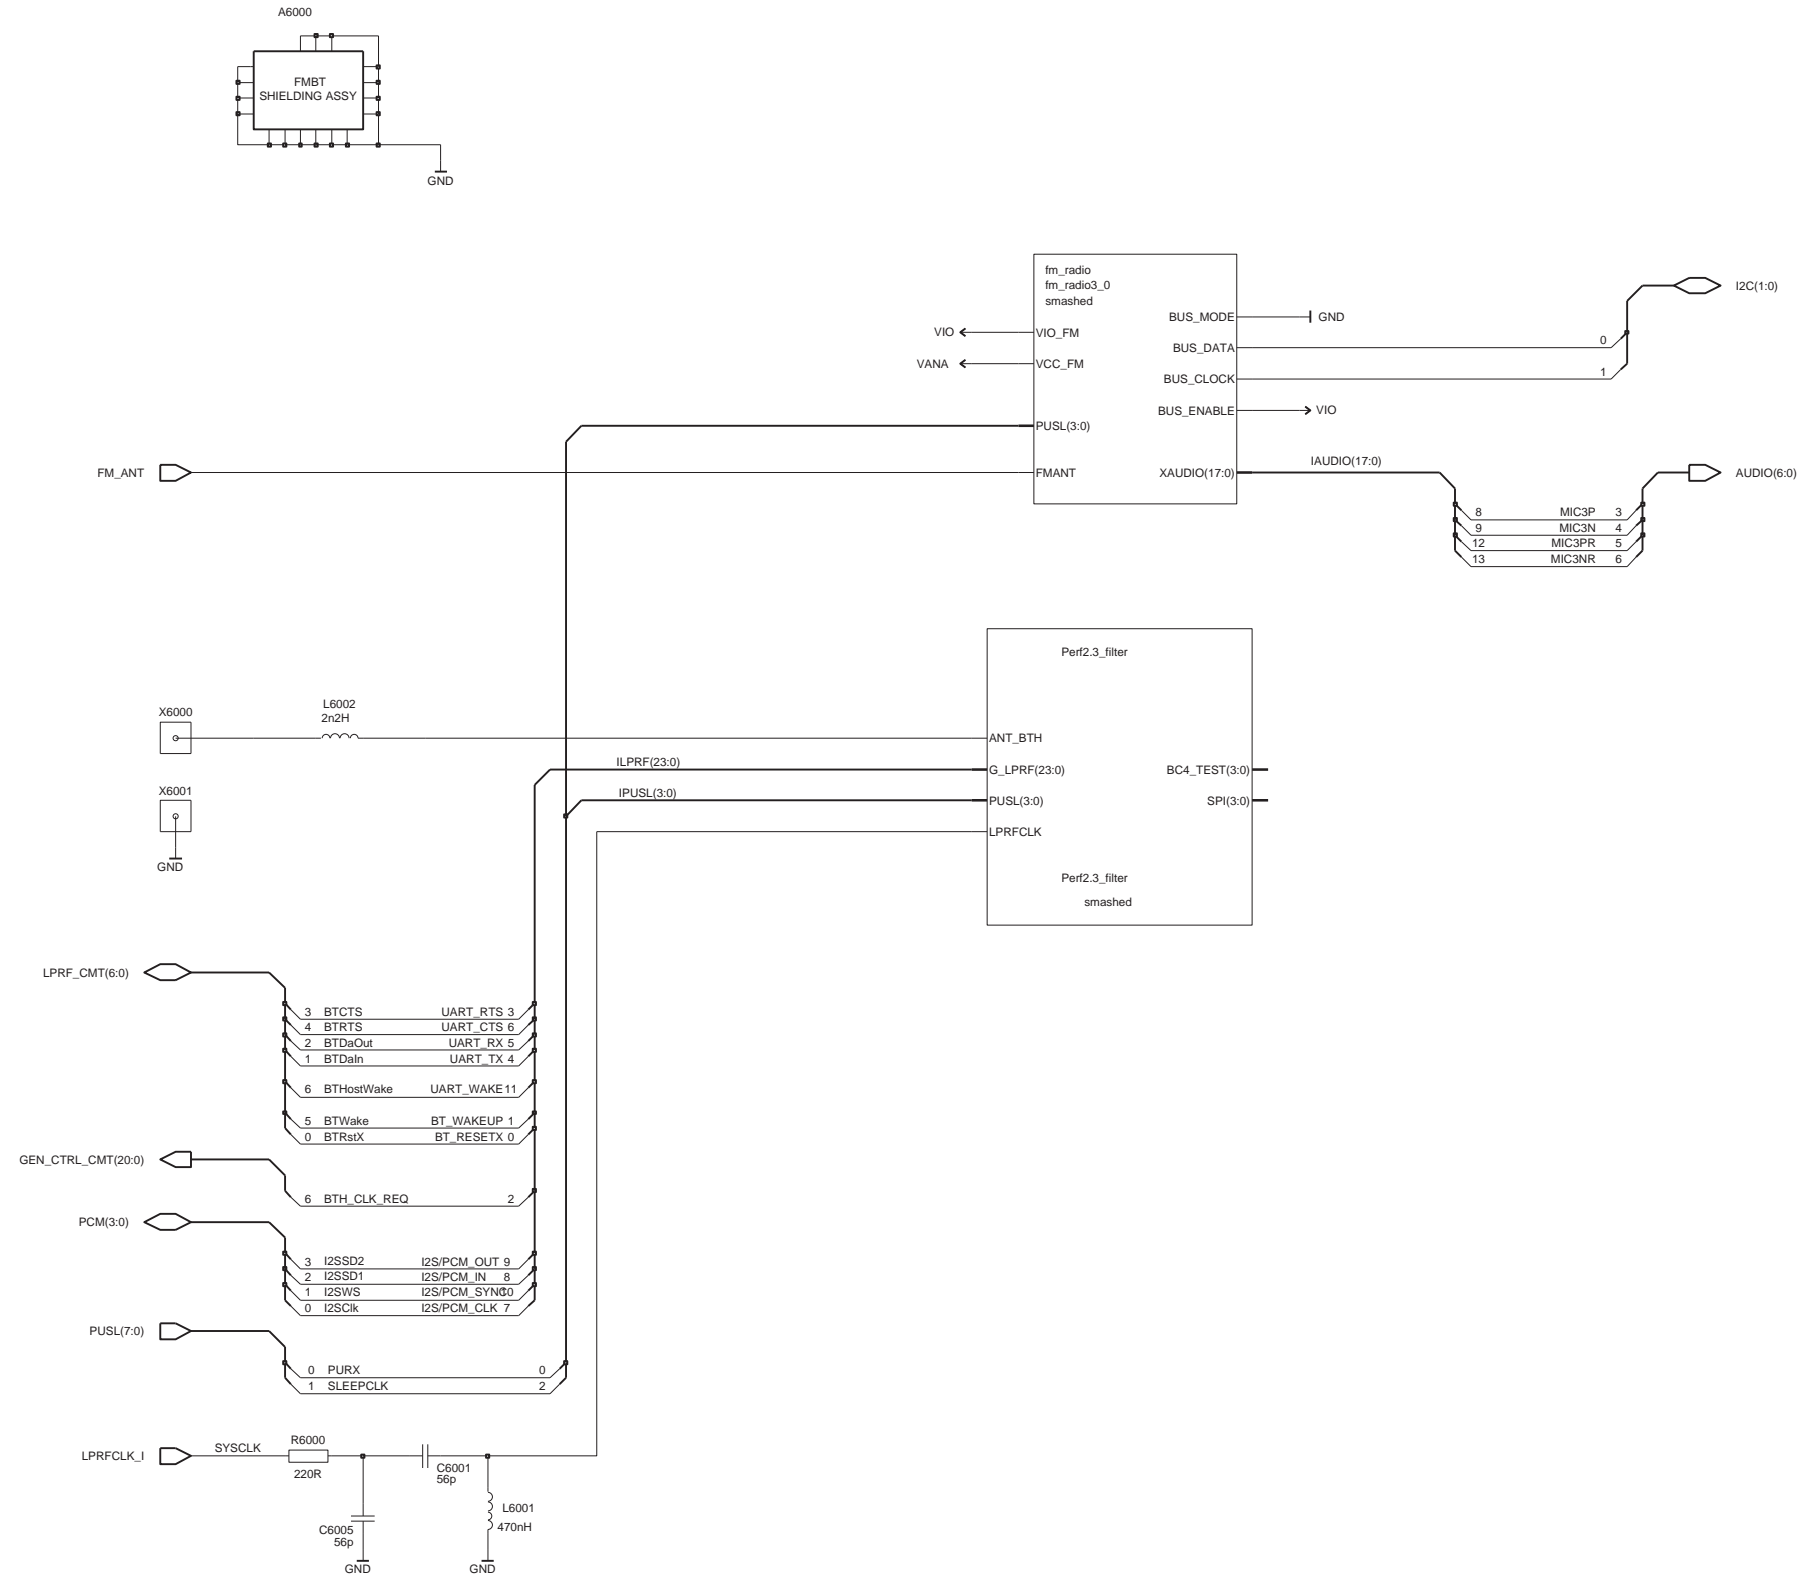 A6000
FMBT
SHIELDING ASSY
GND
fm_radio
fm_radio3_0
smashed
VIO
VIO_FM
VANA
VCC_FM
PUSL(3:0)
FM_ANT
FMANT
BUS_MODE
GND
BUS_DATA
0
BUS_CLOCK
1
BUS_ENABLE
VIO
XAUDIO(17:0)
IAUDIO(17:0)
I2C(1:0)
AUDIO(6:0)
8 MIC3P 3
9 MIC3N 4
12 MIC3PR 5
13 MIC3NR 6
Perf2.3_filter
X6000
L6002
2n2H
ANT_BTH
ILPRF(23:0)
G_LPRF(23:0)
BC4_TEST(3:0)
X6001
GND
IPUSL(3:0)
PUSL(3:0)
SPI(3:0)
LPRFCLK
Perf2.3_filter
smashed
LPRF_CMT(6:0)
3 BTCTS UART_RTS 3
4 BTRTS UART_CTS 6
2 BTDaOut UART_RX 5
1 BTDaIn UART_TX 4
6 BTHostWake UART_WAKE 11
5 BTWake BT_WAKEUP 1
0 BTRstX BT_RESETX 0
GEN_CTRL_CMT(20:0)
6 BTH_CLK_REQ 2
PCM(3:0)
3 I2SSD2 I2S/PCM_OUT 9
2 I2SSD1 I2S/PCM_IN 8
1 I2SWS I2S/PCM_SYNC 10
0 I2SClk I2S/PCM_CLK 7
PUSL(7:0)
0 PURX 0
1 SLEEPCLK 2
LPRFCLK_I
SYSCLK
R6000
220R
C6001
56p
L6001
470nH
C6005
56p
GND
GND